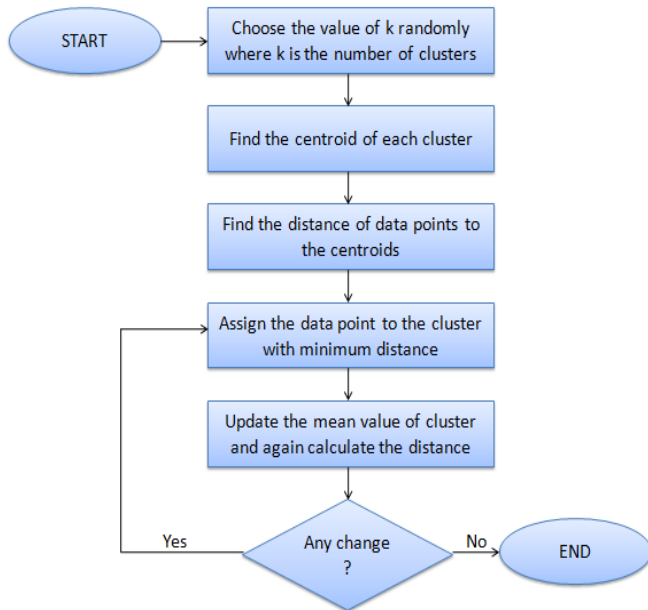 START
Choose the value of k randomly
where k is the number of clusters
Find the centroid of each cluster
Find the distance of data points to
the centroids
Assign the data point to the cluster
with minimum distance
Update the mean value of cluster
and again calculate the distance
Any change
?
Yes
No
END